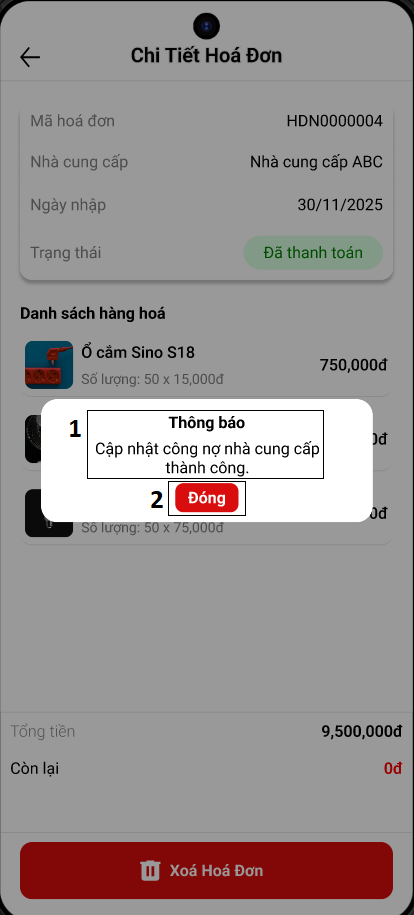 Chi Tiết Hoá Đơn
Mã hoá đơn HDN0000004
Nhà cung cấp Nhà cung cấp ABC
Ngày nhập 30/11/2025
Trạng thái Đã thanh toán
Danh sách hàng hoá
Ổ cắm Sino S18
750,000đ
Số lượng: 50 x 15,000đ
1
Thông báo
Cập nhật công nợ nhà cung cấp
thành công.
0đ
2
Đóng
0đ
Số lượng: 50 x 75,000đ
Tổng tiền 9,500,000đ
Còn lại 0đ
Xoá Hoá Đơn